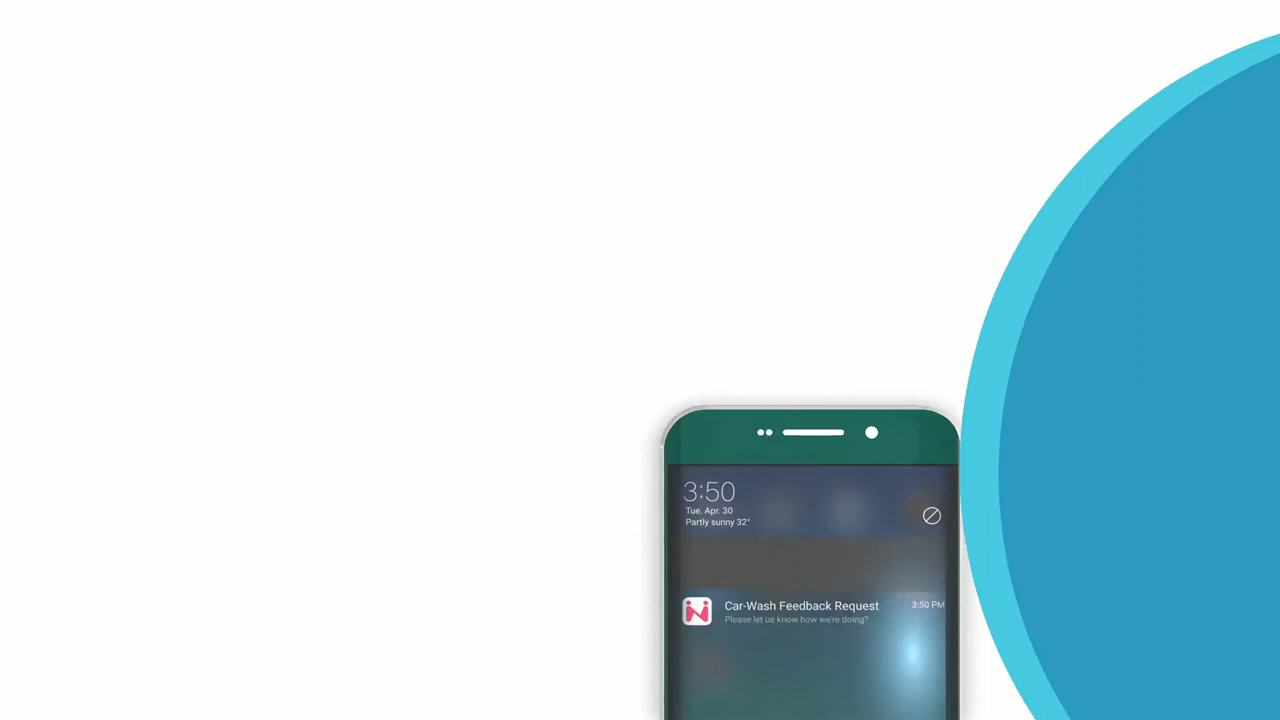 3:50
Tue. Apr. 30
Partly sunny 32°
Car-Wash Feedback Request
3:50 PM
Please let us know how we're doing?